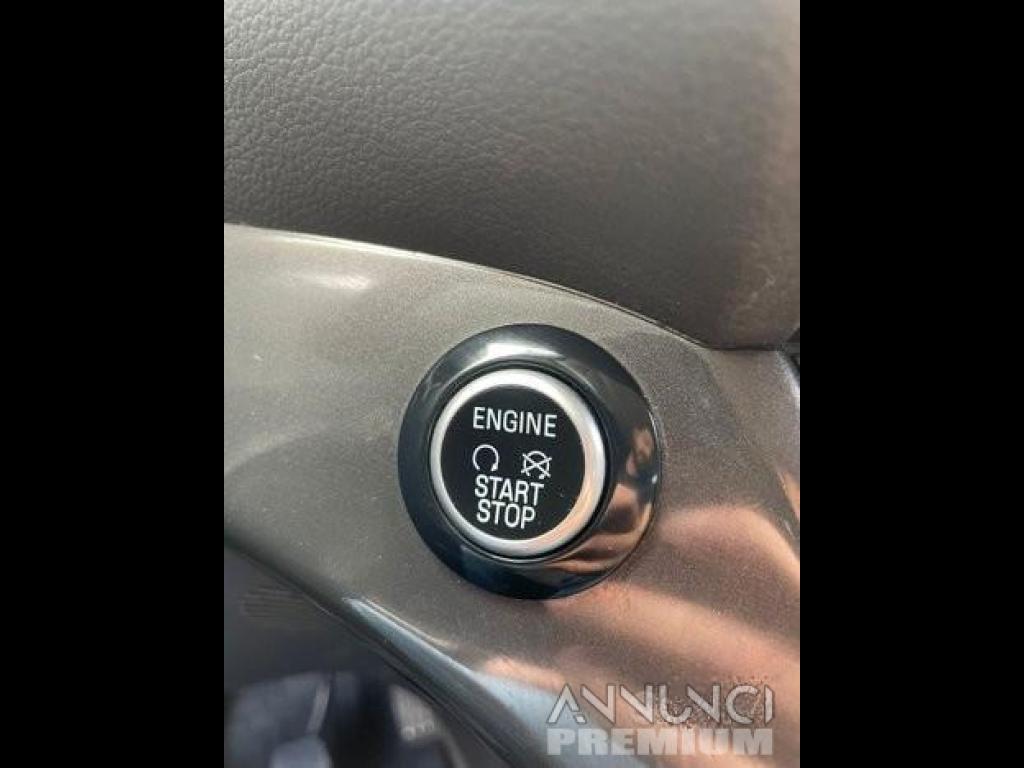 ENGINE
START
STOP
ANNUNCI
PREMIUM